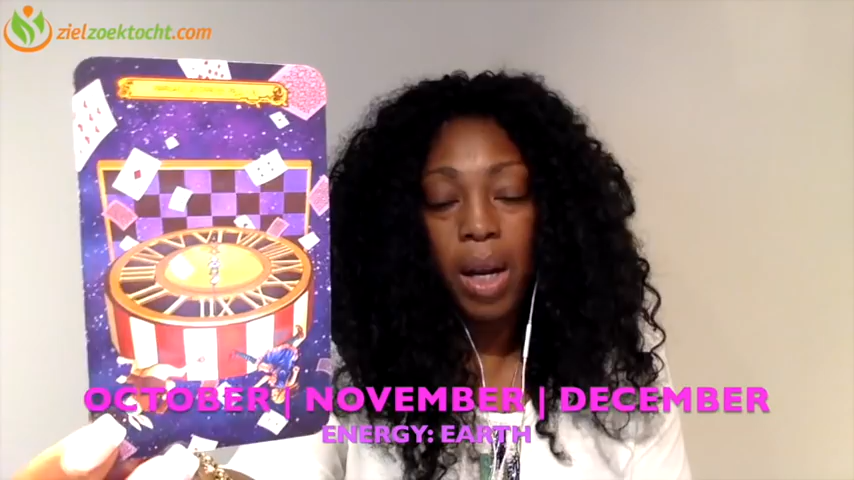 zielzoektocht.com
OCTOBER | NOVEMBER | DECEMBER
ENERGY: EARTH